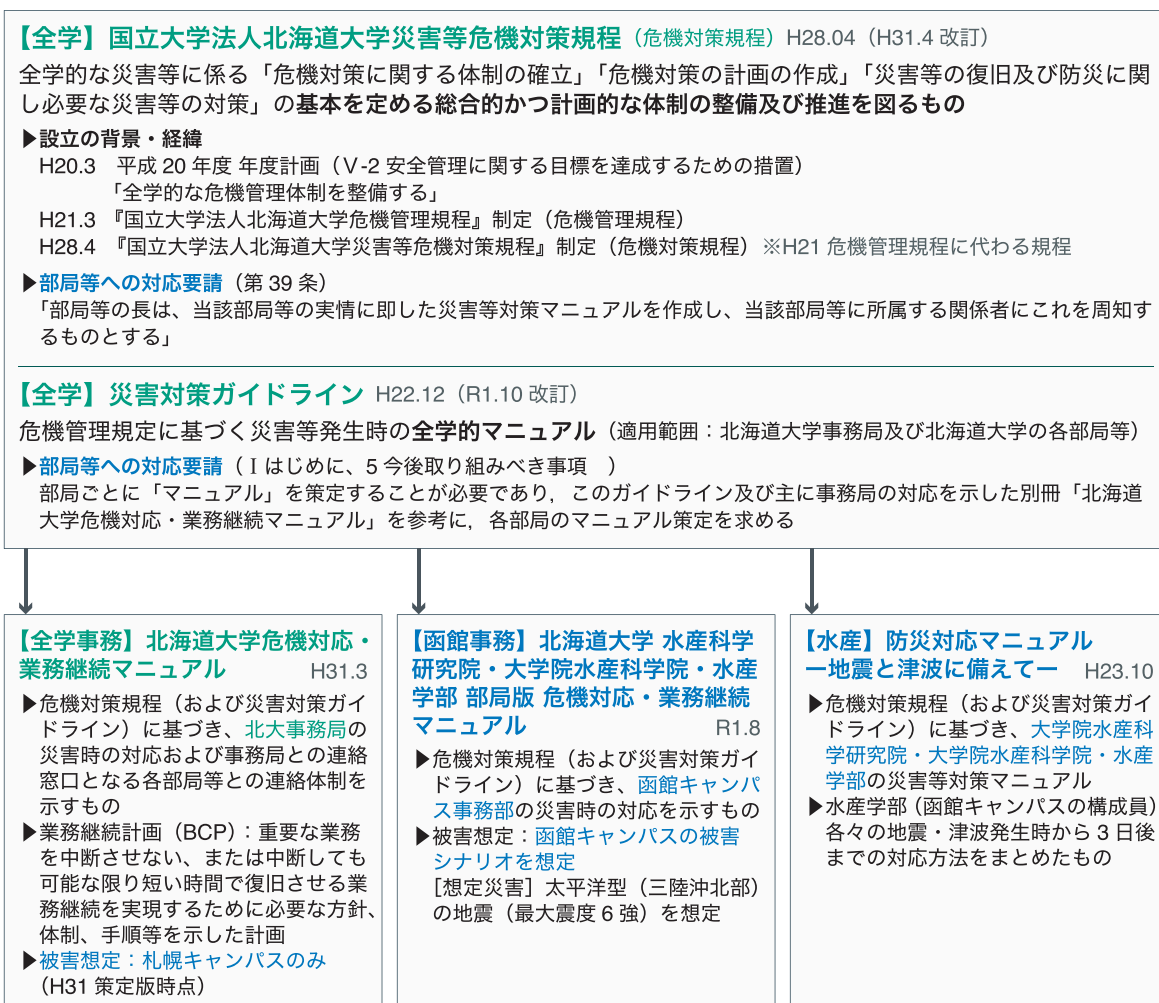 【全学】国立大学法人北海道大学災害等危機対策規程（危機対策規程）H28.04（H31.4 改訂）
全学的な災害等に係る「危機対策に関する体制の確立」「危機対策の計画の作成」「災害等の復旧及び防災に関
し必要な災害等の対策」の基本を定める総合的かつ計画的な体制の整備及び推進を図るもの
▶設立の背景・経緯
H20.3　平成 20 年度 年度計画（Ⅴ-2 安全管理に関する目標を達成するための措置）
「全学的な危機管理体制を整備する」
H21.3 『国立大学法人北海道大学危機管理規程』制定（危機管理規程）
H28.4 『国立大学法人北海道大学災害等危機対策規程』制定（危機対策規程）※H21 危機管理規程に代わる規程
▶部局等への対応要請（第 39 条）
「部局等の長は、当該部局等の実情に即した災害等対策マニュアルを作成し、当該部局等に所属する関係者にこれを周知す
るものとする」
【全学】災害対策ガイドライン H22.12（R1.10 改訂）
危機管理規定に基づく災害等発生時の全学的マニュアル（適用範囲：北海道大学事務局及び北海道大学の各部局等）
▶部局等への対応要請（Ⅰはじめに、5 今後取り組みべき事項　）
部局ごとに「マニュアル」を策定することが必要であり，このガイドライン及び主に事務局の対応を示した別冊「北海道
大学危機対応・業務継続マニュアル」を参考に，各部局のマニュアル策定を求める
【全学事務】北海道大学危機対応・
業務継続マニュアル　H31.3
▶危機対策規程（および災害対策ガイ
ドライン）に基づき、北大事務局の
災害時の対応および事務局との連絡
窓口となる各部局等との連絡体制を
示すもの
▶業務継続計画（BCP）：重要な業務
を中断させない、または中断しても
可能な限り短い時間で復旧させる業
務継続を実現するために必要な方針、
体制、手順等を示した計画
▶被害想定：札幌キャンパスのみ
（H31 策定版時点）
【函館事務】北海道大学 水産科学
研究院・大学院水産科学院・水産
学部 部局版 危機対応・業務継続
マニュアル　R1.8
▶危機対策規程（および災害対策ガイ
ドライン）に基づき、函館キャンパ
ス事務部の災害時の対応を示すもの
▶被害想定：函館キャンパスの被害
シナリオを想定
［想定災害］太平洋型（三陸沖北部）
の地震（最大震度 6 強）を想定
【水産】防災対応マニュアル
ー地震と津波に備えてー　H23.10
▶危機対策規程（および災害対策ガイ
ドライン）に基づき、大学院水産科
学研究院・大学院水産科学院・水産
学部の災害等対策マニュアル
▶水産学部（函館キャンパスの構成員）
各々の地震・津波発生時から 3 日後
までの対応方法をまとめたもの